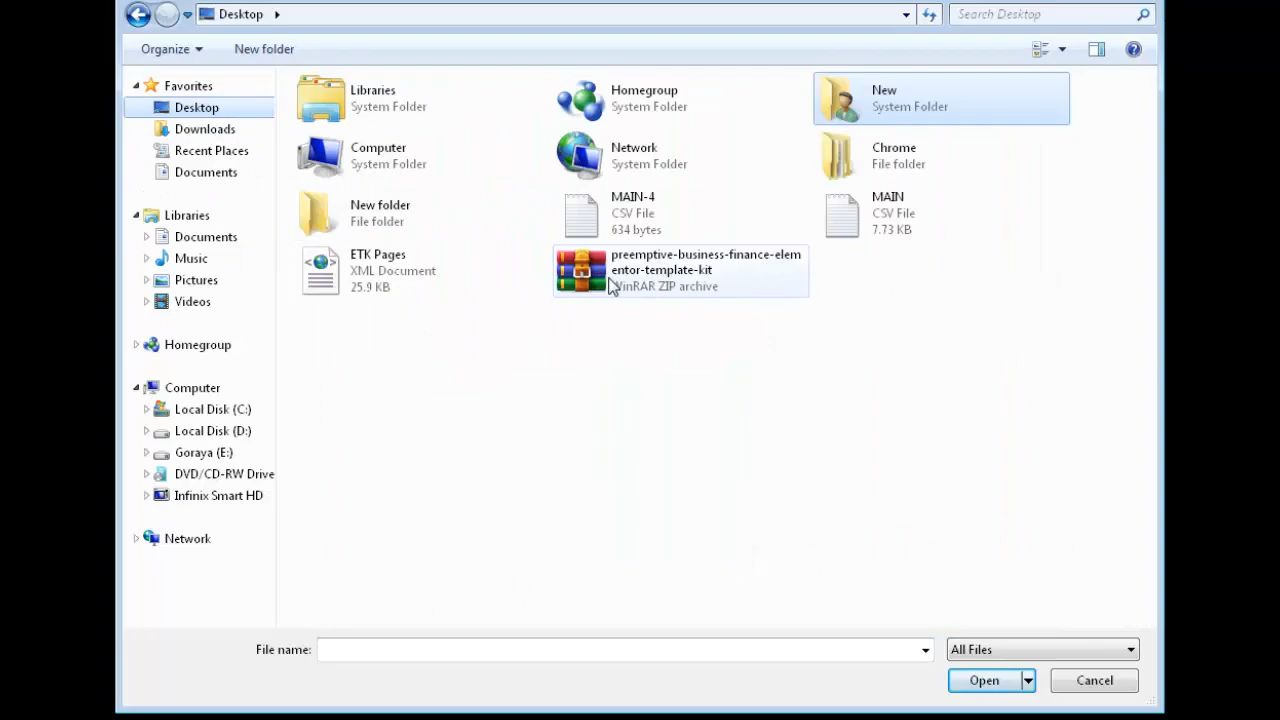 Desktop
Search Desktop
Organize
New folder
Favorites
Desktop
Downloads
Recent Places
Documents
Libraries
Documents
Music
Pictures
Videos
Homegroup
Computer
Local Disk (C:)
Local Disk (D:)
Goraya (E:)
DVD/CD-RW Drive
Infinix Smart HD
Network
Libraries
System Folder
Homegroup
System Folder
New
System Folder
Computer
System Folder
Network
System Folder
Chrome
File folder
New folder
File folder
MAIN-4
CSV File
634 bytes
MAIN
CSV File
7.73 KB
ETK Pages
XML Document
25.9 KB
preemptive-business-finance-elem
entor-template-kit
WinRAR ZIP archive
File name:
All Files
Open
Cancel